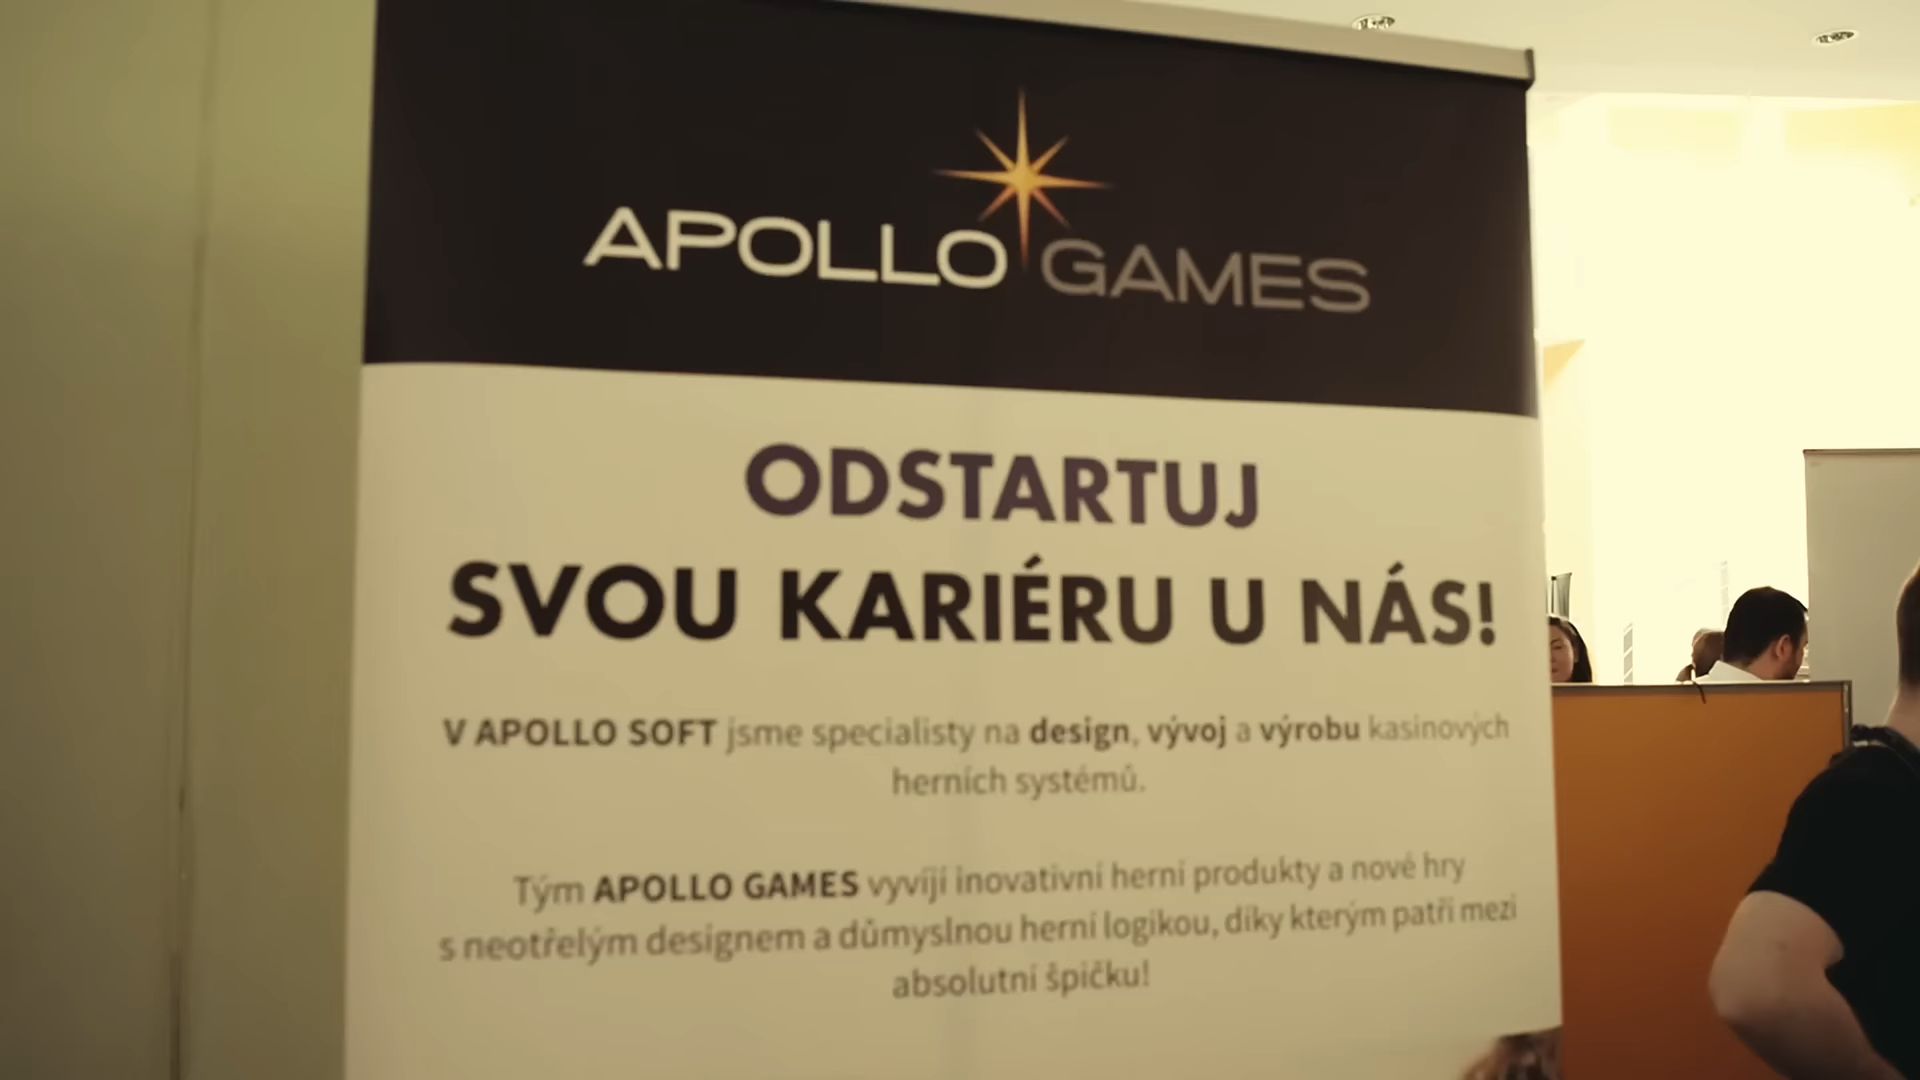 APOLLO GAMES
ODSTARTUJ
SVOU KARIÉRU U NÁS!
V APOLLO SOFT jsme specialisty na design, vývoj a výrobu kasinových
herních systémů.
Tým APOLLO GAMES vyvíjí inovativní herní produkty a nové hry
s neotřelým designem a důmyslnou herní logikou, díky kterým patří mezi
absolutní špičku!